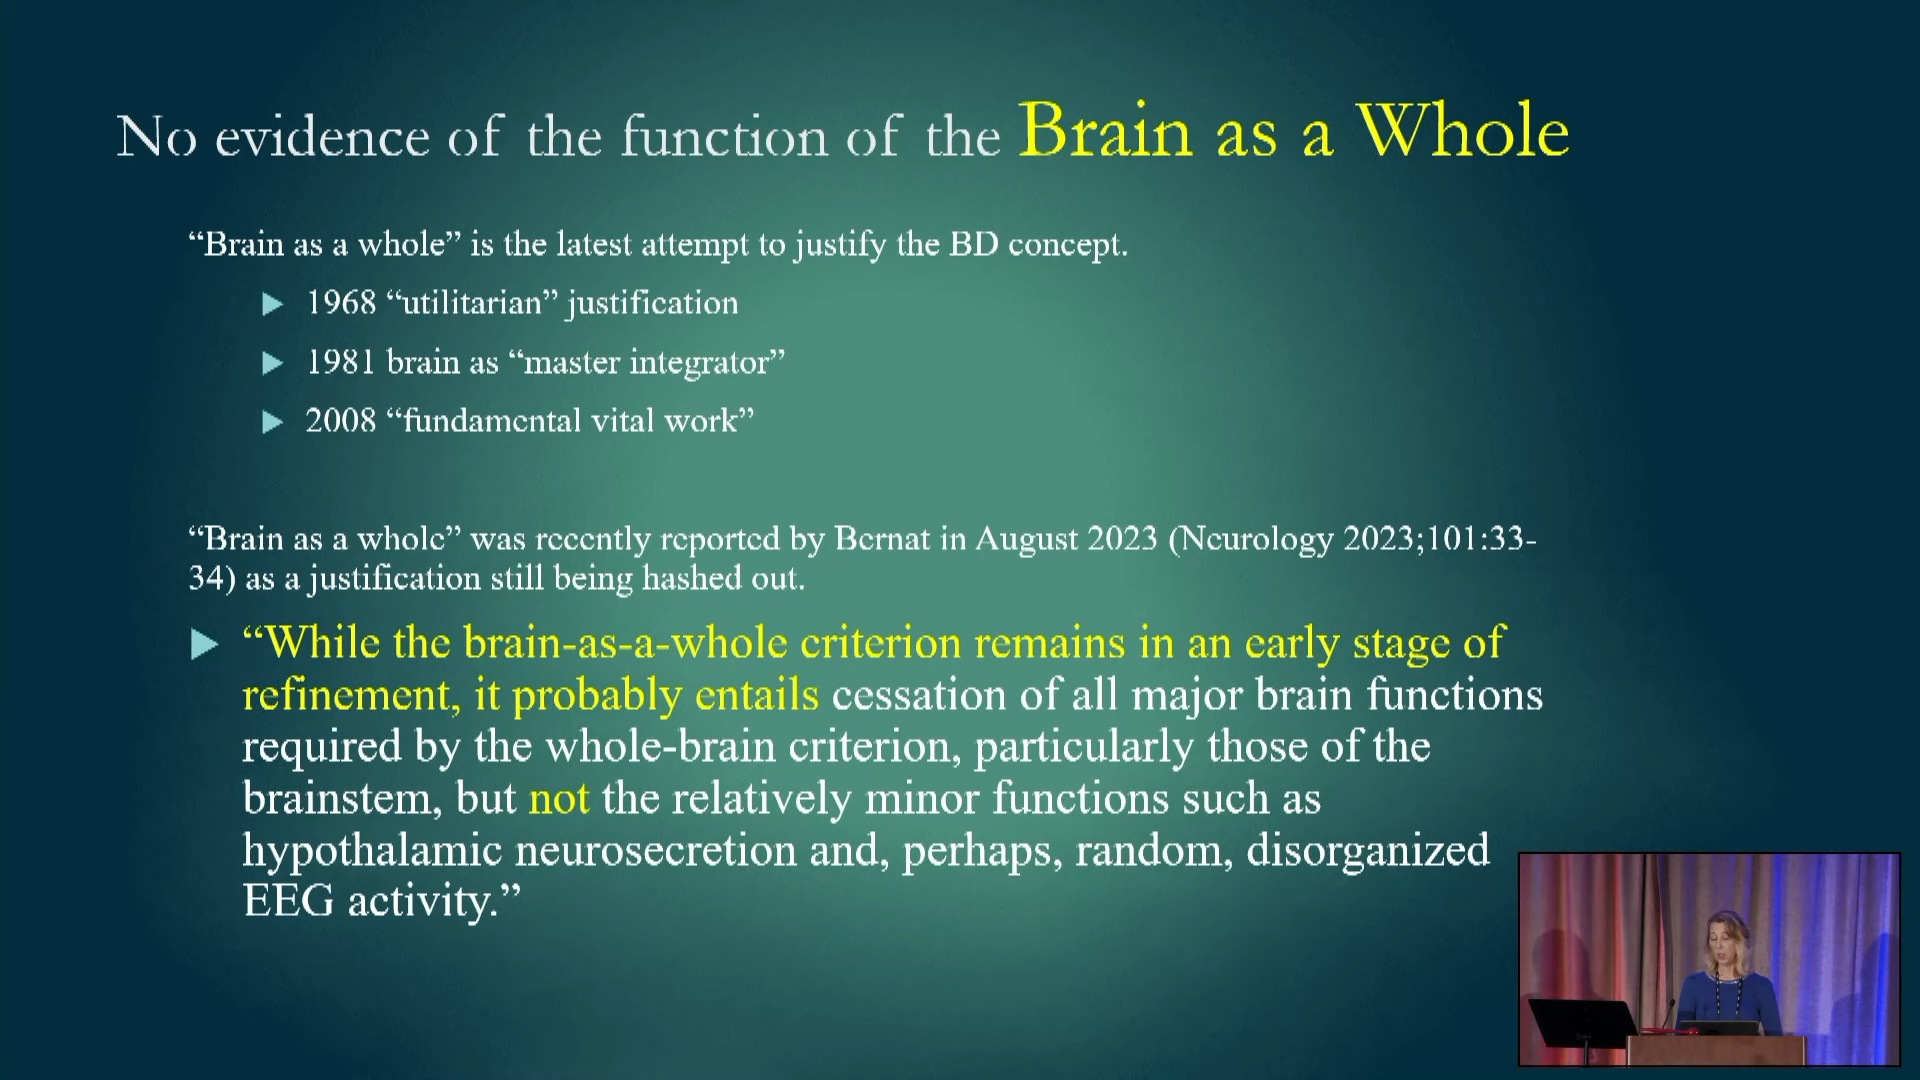 No evidence of the function of the Brain as a Whole
“Brain as a whole” is the latest attempt to justify the BD concept.
1968 “utilitarian” justification
1981 brain as “master integrator”
2008 “fundamental vital work”
“Brain as a whole” was recently reported by Bernat in August 2023 (Neurology 2023;101:33-
34) as a justification still being hashed out.
“While the brain-as-a-whole criterion remains in an early stage of
refinement, it probably entails cessation of all major brain functions
required by the whole-brain criterion, particularly those of the
brainstem, but not the relatively minor functions such as
hypothalamic neurosecretion and, perhaps, random, disorganized
EEG activity.”